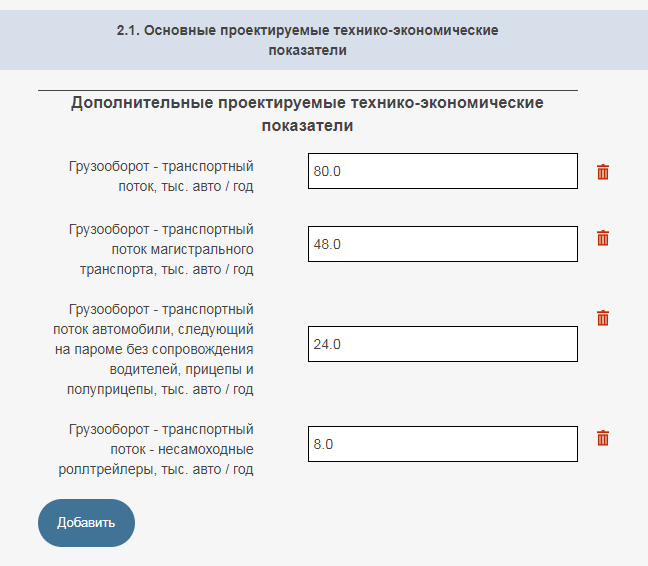 2.1. Основные проектируемые технико-экономические
показатели
Дополнительные проектируемые технико-экономические
показатели
Грузооборот - транспортный
поток, тыс. авто / год
80.0
Грузооборот - транспортный
поток магистрального
транспорта, тыс. авто / год
48.0
Грузооборот - транспортный
поток автомобили, следующий
на пароме без сопровождения
водителей, прицепы и
полуприцепы, тыс. авто / год
24.0
Грузооборот - транспортный
поток - несамоходные
роллтрейлеры, тыс. авто / год
8.0
Добавить